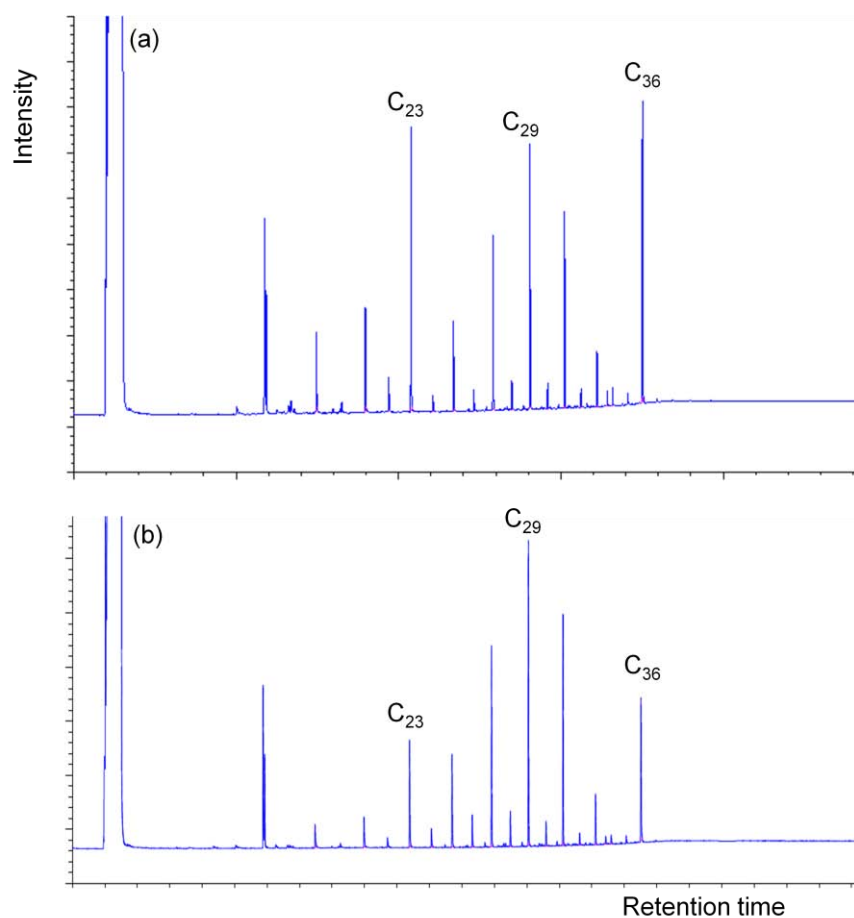 (a)
Intensity
C₂₃
C₂₉
C₃₆
(b)
C₂₉
C₂₃
C₃₆
Retention time